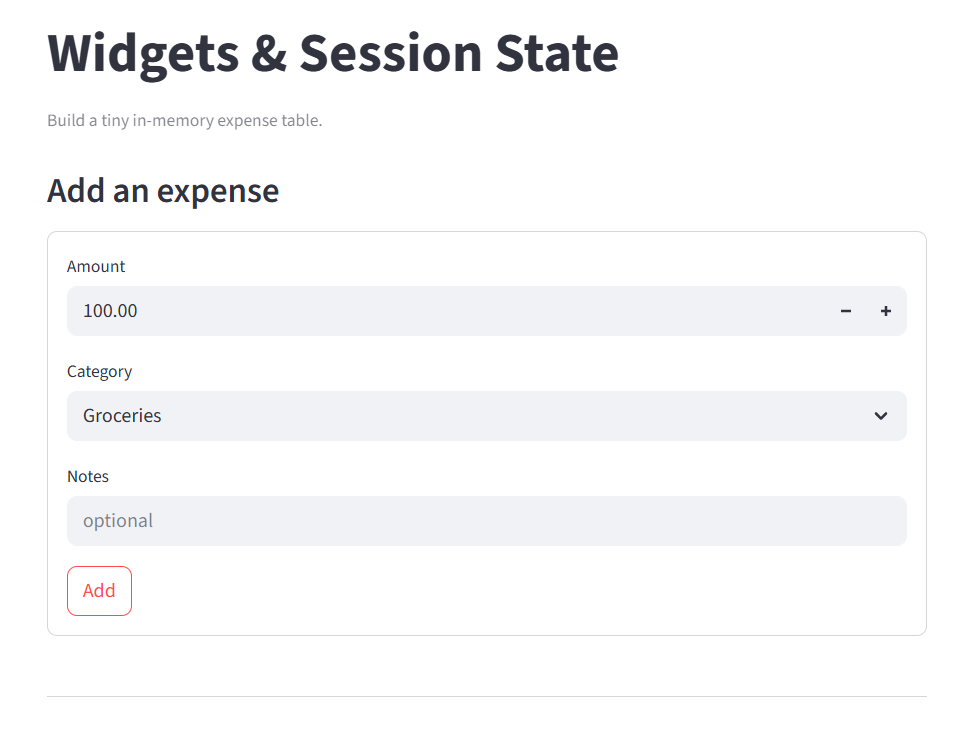 Widgets & Session State
Build a tiny in-memory expense table.
Add an expense
Amount
100.00
Category
Groceries
Notes
optional
Add